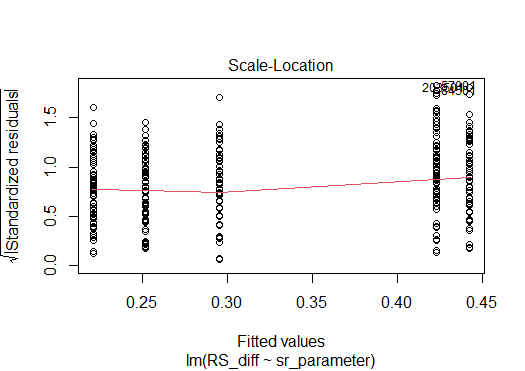 Scale-Location
√|Standardized residuals|
0.0
0.5
1.0
1.5
0.25
0.30
0.35
0.40
0.45
Fitted values
lm(RS_diff ~ sr_parameter)